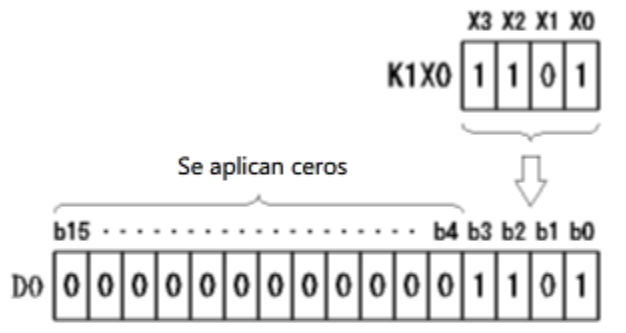 X3 X2 X1 X0
K1X0 1 1 0 1
Se aplican ceros
b15 · · · · · · · · · · · · · · · · · · · b4 b3 b2 b1 b0
D0 0 0 0 0 0 0 0 0 0 0 0 0 1 1 0 1